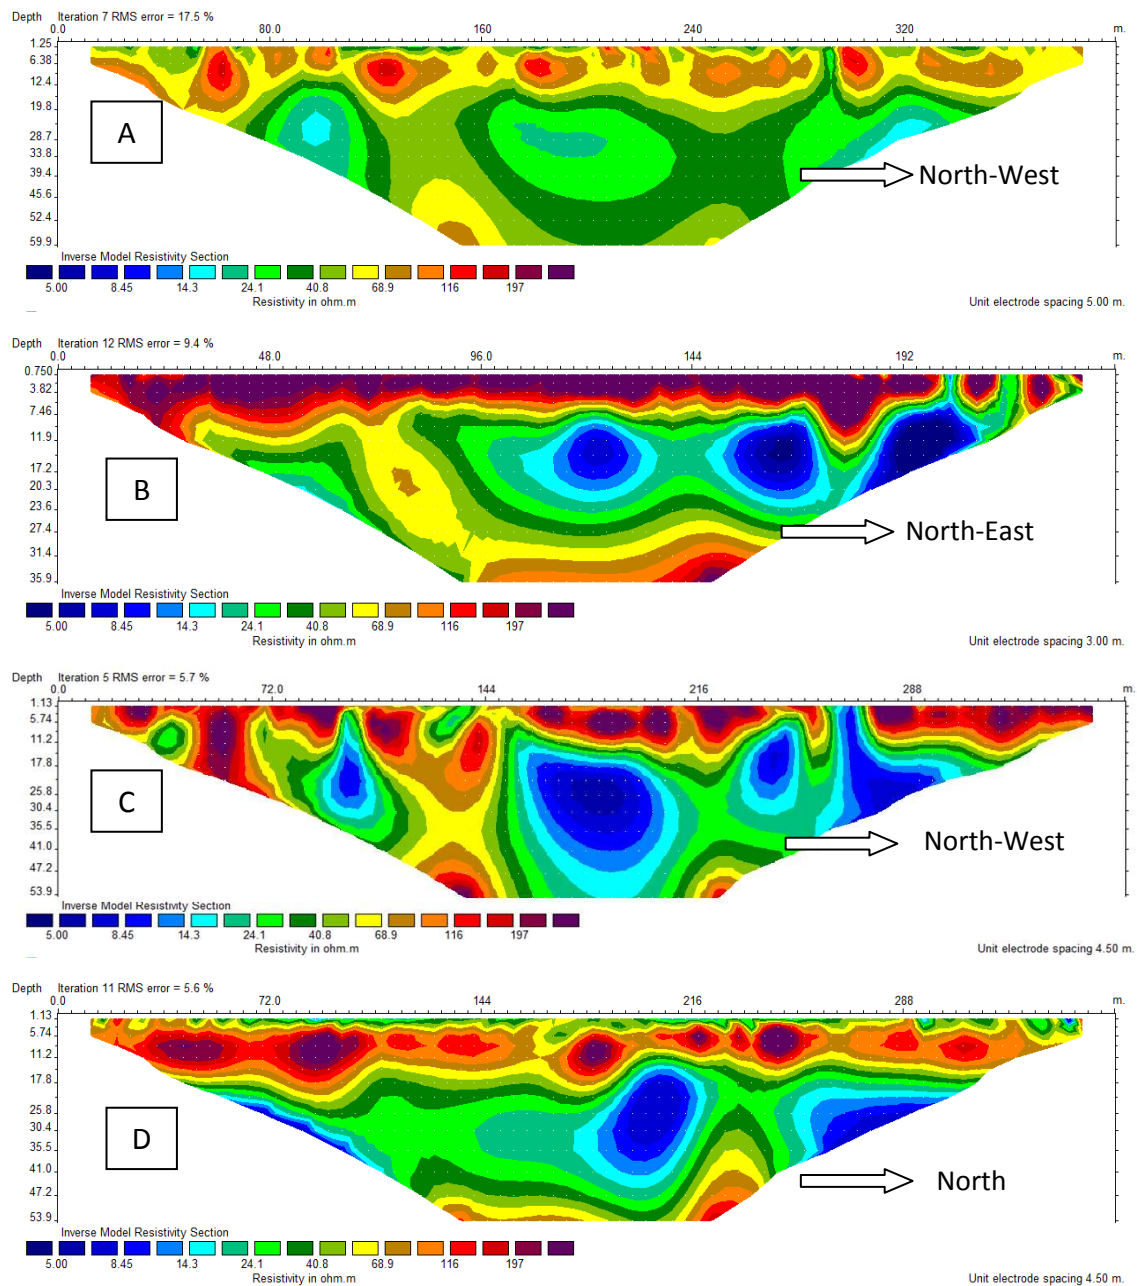 Depth Iteration 7 RMS error = 17.5 %
0.0 80.0 160 240 320 m.
1.25
6.38
12.4
19.8
28.7
33.8
39.4
45.6
52.4
59.9
A
North-West
Inverse Model Resistivity Section
5.00 8.45 14.3 24.1 40.8 68.9 116 197
Resistivity in ohm.m
Unit electrode spacing 5.00 m.
Depth Iteration 12 RMS error = 9.4 %
0.0 48.0 96.0 144 192 m.
0.750
3.82
7.46
11.9
17.2
20.3
23.6
27.4
31.4
35.9
B
North-East
Inverse Model Resistivity Section
5.00 8.45 14.3 24.1 40.8 68.9 116 197
Resistivity in ohm.m
Unit electrode spacing 3.00 m.
Depth Iteration 5 RMS error = 5.7 %
0.0 72.0 144 216 288 m.
1.13
5.74
11.2
17.8
25.8
30.4
35.5
41.0
47.2
53.9
C
North-West
Inverse Model Resistivity Section
5.00 8.45 14.3 24.1 40.8 68.9 116 197
Resistivity in ohm.m
Unit electrode spacing 4.50 m.
Depth Iteration 11 RMS error = 5.6 %
0.0 72.0 144 216 288 m.
1.13
5.74
11.2
17.8
25.8
30.4
35.5
41.0
47.2
53.9
D
North
Inverse Model Resistivity Section
5.00 8.45 14.3 24.1 40.8 68.9 116 197
Resistivity in ohm.m
Unit electrode spacing 4.50 m.